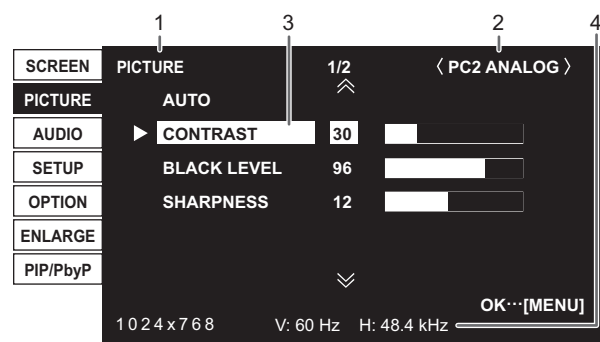 1 3 2 4
SCREEN PICTURE 1/2 〈 PC2 ANALOG 〉
PICTURE AUTO
AUDIO CONTRAST 30
SETUP BLACK LEVEL 96
OPTION SHARPNESS 12
ENLARGE
PIP/PbyP
OK···[MENU]
1024x768 V: 60 Hz H: 48.4 kHz